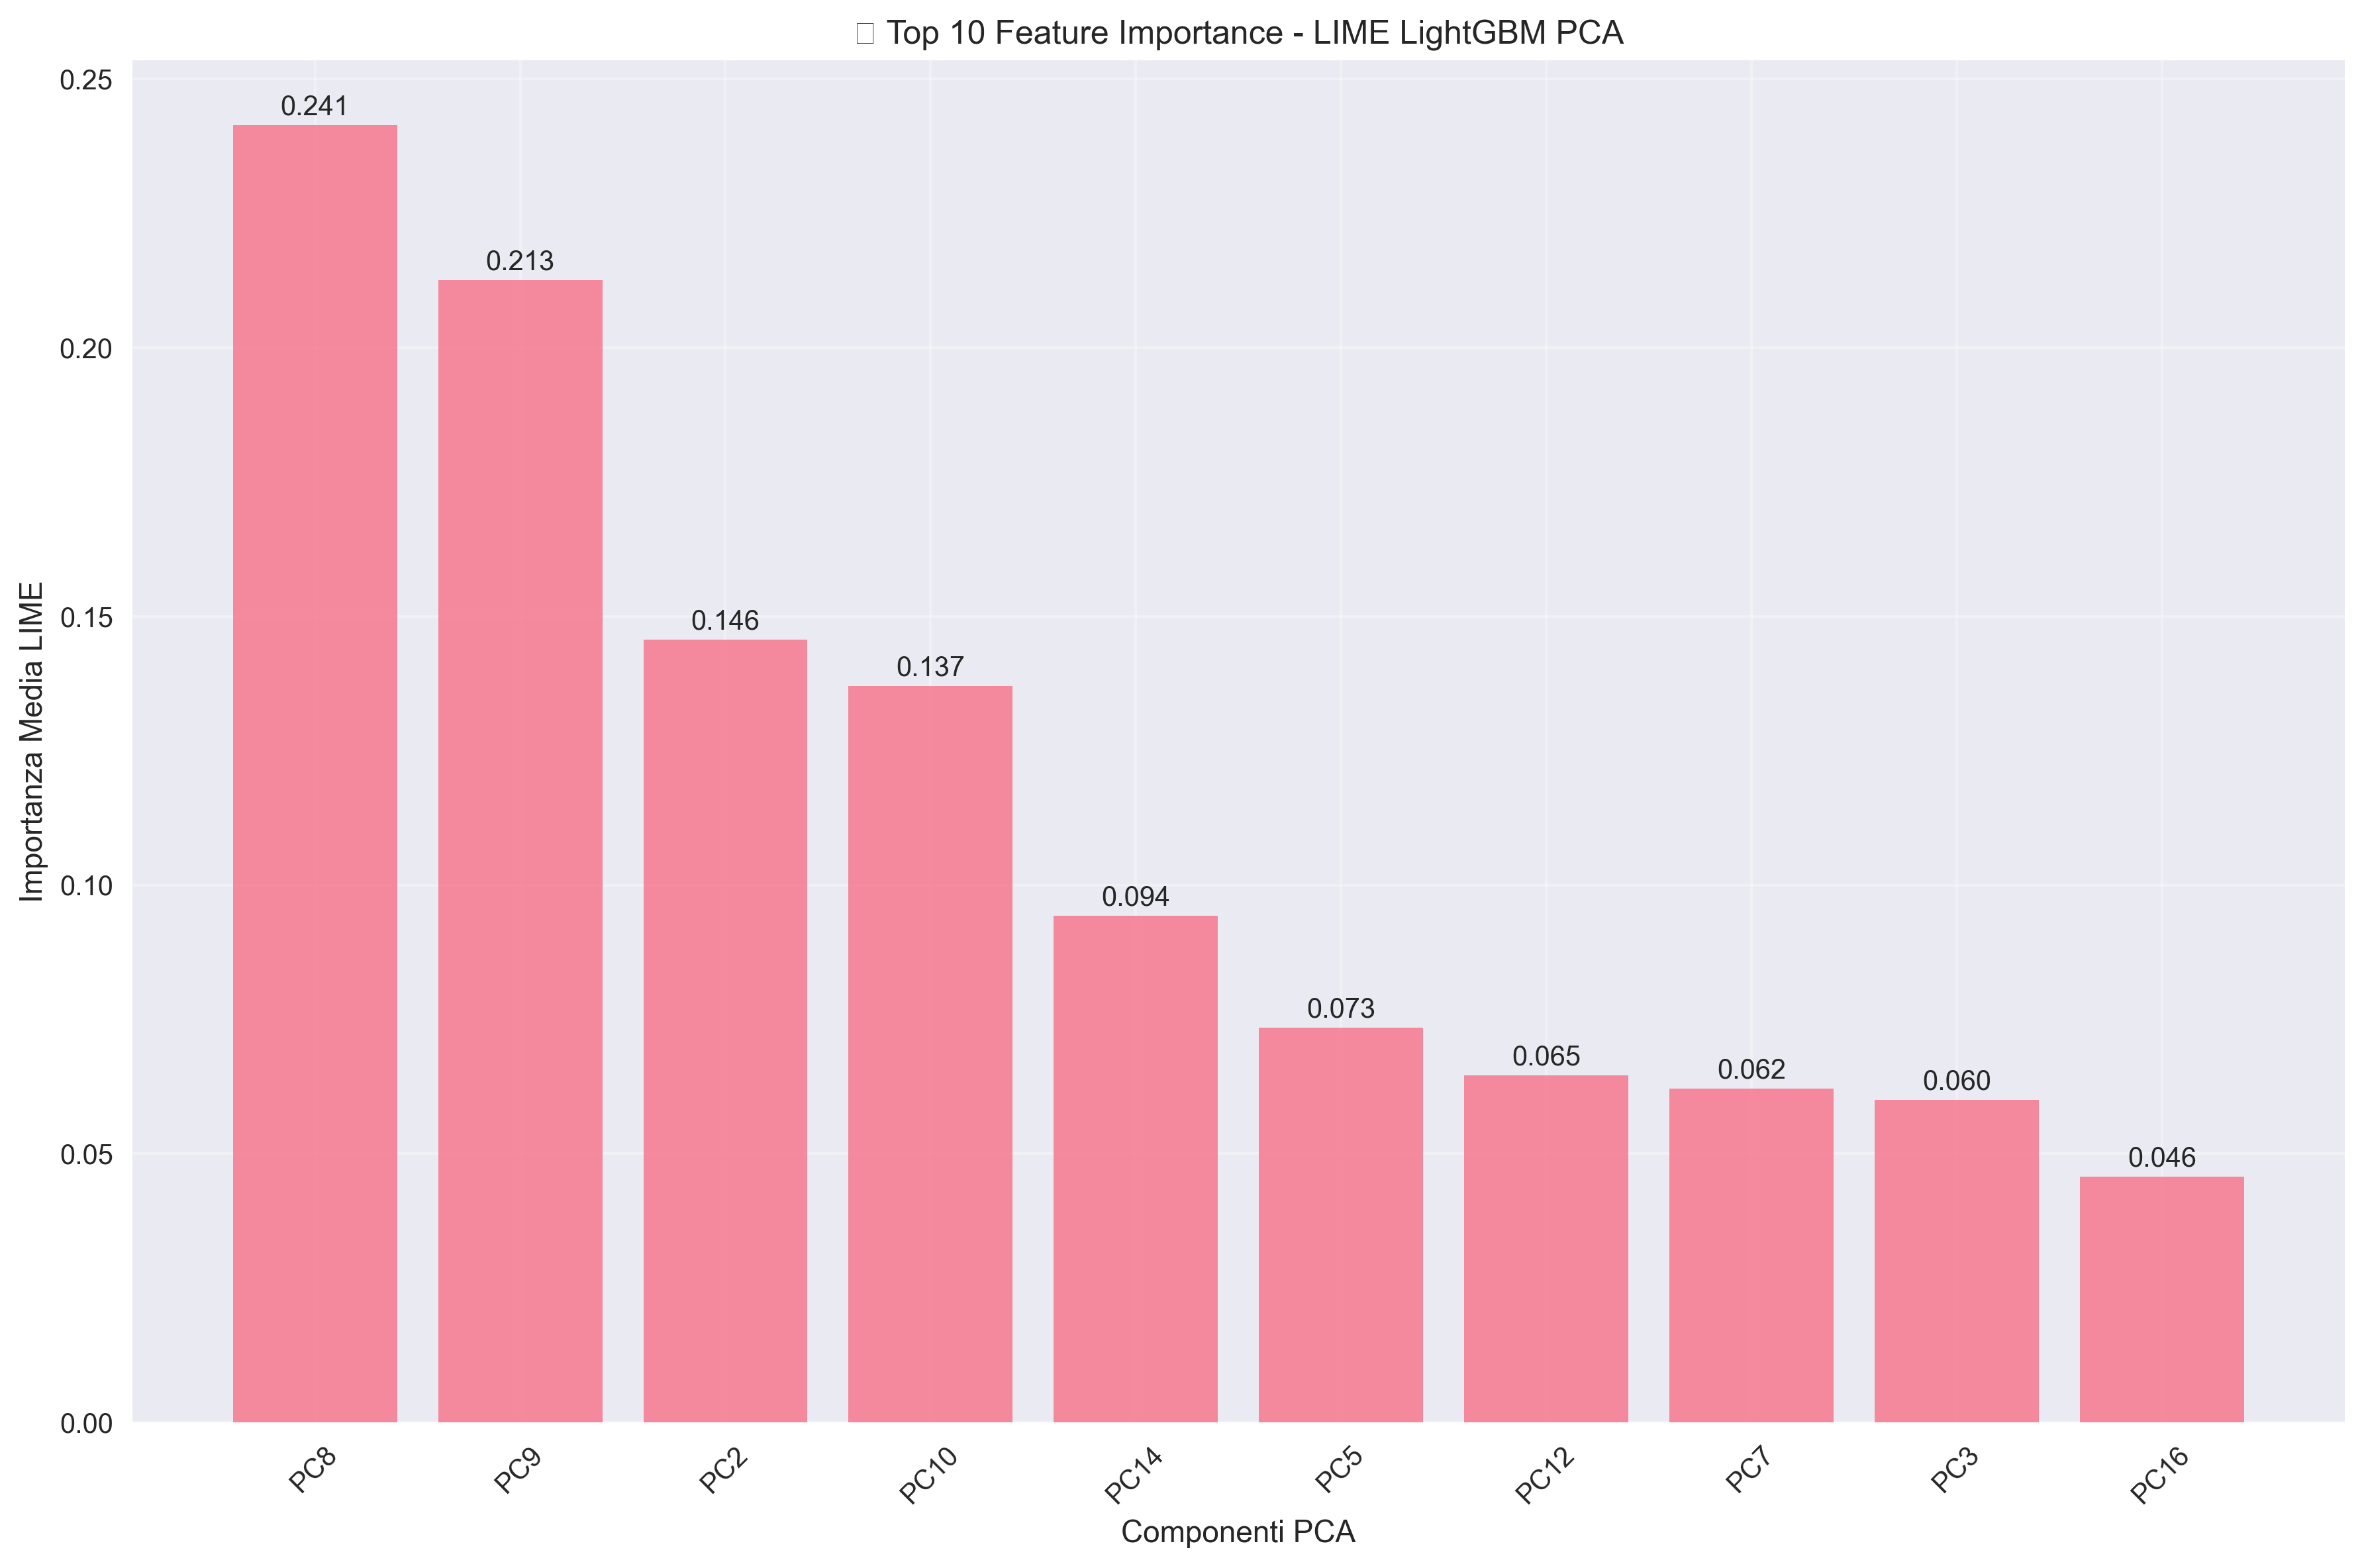 Top 10 Feature Importance - LIME LightGBM PCA
Importanza Media LIME
0.25
0.20
0.15
0.10
0.05
0.00
0.241
0.213
0.146
0.137
0.094
0.073
0.065
0.062
0.060
0.046
PC8
PC9
PC2
PC10
PC14
PC5
PC12
PC7
PC3
PC16
Componenti PCA